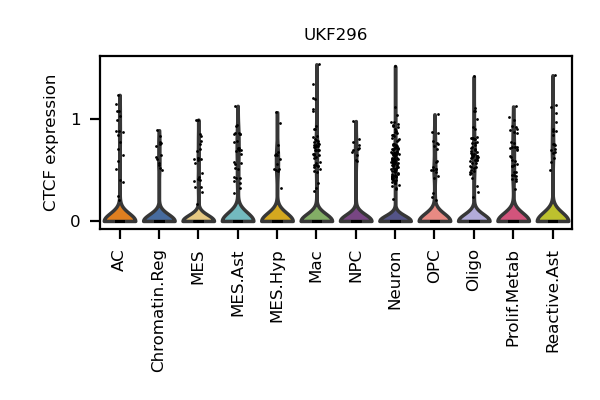 UKF296
CTCF expression
1
0
AC
Chromatin.Reg
MES
MES.Ast
MES.Hyp
Mac
NPC
Neuron
OPC
Oligo
Prolif.Metab
Reactive.Ast